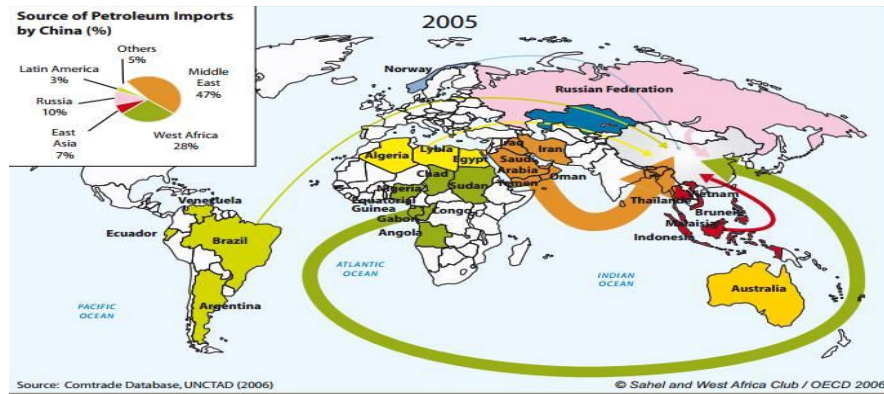 Source of Petroleum Imports
by China (%)
Others
5%
Latin America
3%
Middle
East
47%
Russia
10%
East
Asia
7%
West Africa
28%
2005
Norway
Russian Federation
Algeria
Lybia
Egypt
Iraq
Iran
Saudi
Arabia
Yemen
Oman
Chad
Sudan
Nigeria
Equatorial
Guinea
Gabon
Congo
Angola
Venezuela
Ecuador
Brazil
Argentina
Vietnam
Thaïlande
Brunei
Malaisia
Indonesia
Australia
ATLANTIC
OCEAN
INDIAN
OCEAN
PACIFIC
OCEAN
Source: Comtrade Database, UNCTAD (2006)
© Sahel and West Africa Club / OECD 2006